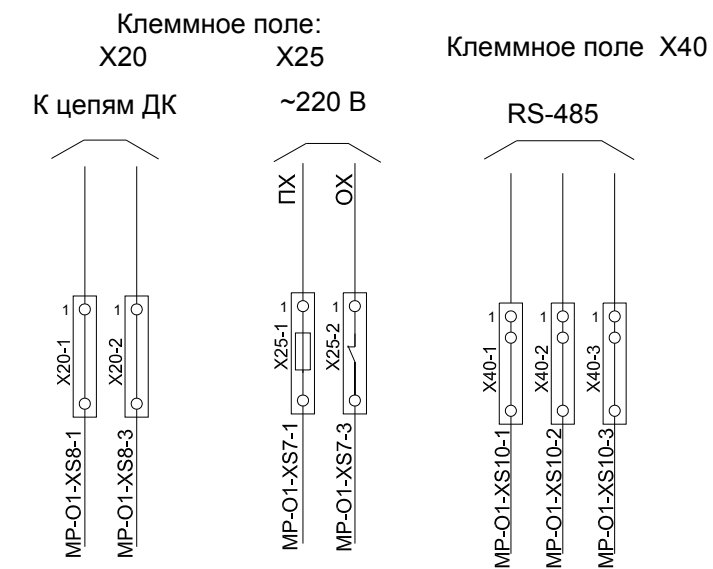 Клеммное поле:
X20 X25
Клеммное поле X40
К цепям ДК
~220 В
RS-485
ПХ
ОХ
1
X20-1
1
X20-2
1
X25-1
1
X25-2
1
X40-1
1
X40-2
1
X40-3
MP-O1-XS8-1
MP-O1-XS8-3
MP-O1-XS7-1
MP-O1-XS7-3
MP-O1-XS10-1
MP-O1-XS10-2
MP-O1-XS10-3